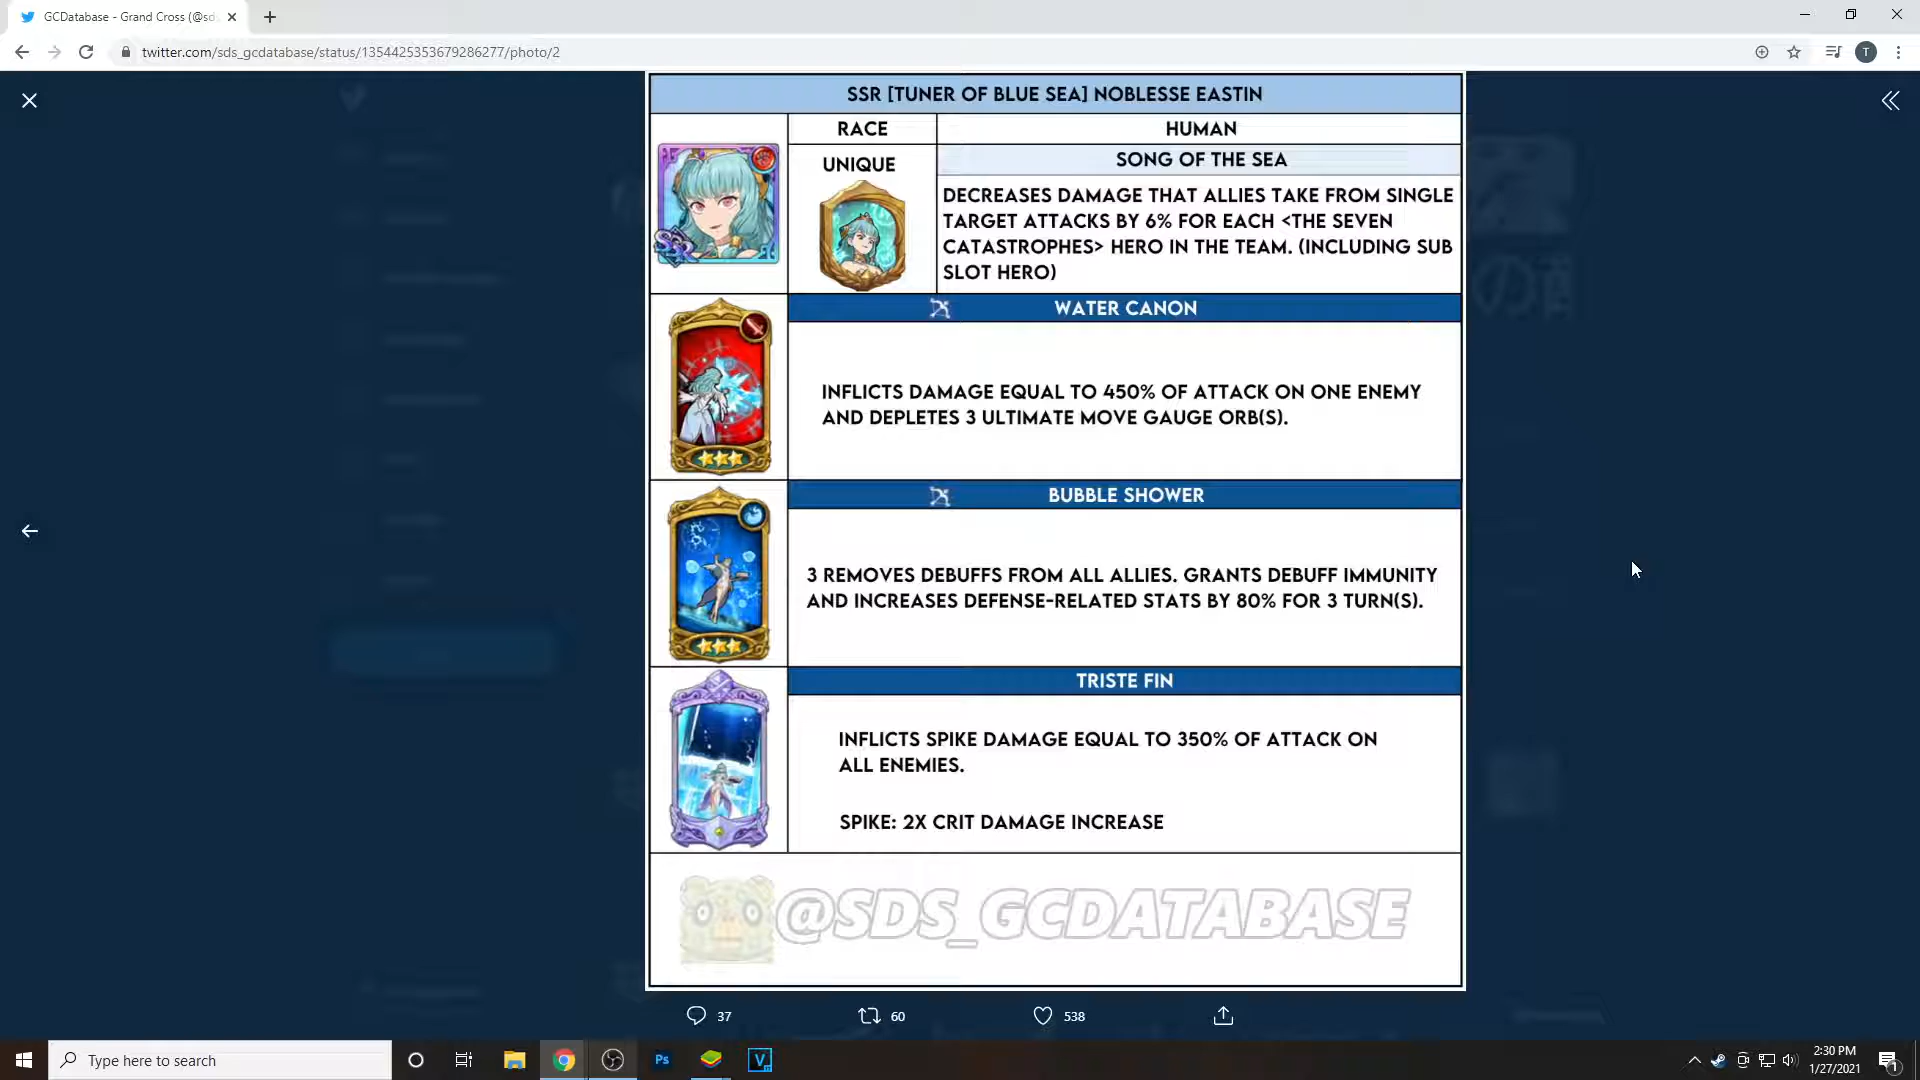 GCDatabase - Grand Cross (@sds
twitter.com/sds_gcdatabase/status/1354425353679286277/photo/2
T
SSR [TUNER OF BLUE SEA] NOBLESSE EASTIN
RACE
HUMAN
UNIQUE
SONG OF THE SEA
DECREASES DAMAGE THAT ALLIES TAKE FROM SINGLE
TARGET ATTACKS BY 6% FOR EACH <THE SEVEN
CATASTROPHES> HERO IN THE TEAM. (INCLUDING SUB
SLOT HERO)
SSR
WATER CANON
INFLICTS DAMAGE EQUAL TO 450% OF ATTACK ON ONE ENEMY
AND DEPLETES 3 ULTIMATE MOVE GAUGE ORB(S).
BUBBLE SHOWER
3 REMOVES DEBUFFS FROM ALL ALLIES. GRANTS DEBUFF IMMUNITY
AND INCREASES DEFENSE-RELATED STATS BY 80% FOR 3 TURN(S).
TRISTE FIN
INFLICTS SPIKE DAMAGE EQUAL TO 350% OF ATTACK ON
ALL ENEMIES.
SPIKE: 2X CRIT DAMAGE INCREASE
@SDS_GCDATABASE
37
60
538
Type here to search
Ps
V
2:30 PM
1/27/2021
1